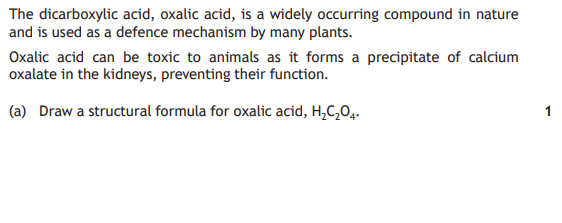 The dicarboxylic acid, oxalic acid, is a widely occurring compound in nature
and is used as a defence mechanism by many plants.
Oxalic acid can be toxic to animals as it forms a precipitate of calcium
oxalate in the kidneys, preventing their function.
(a) Draw a structural formula for oxalic acid, H₂C₂O₄. 1